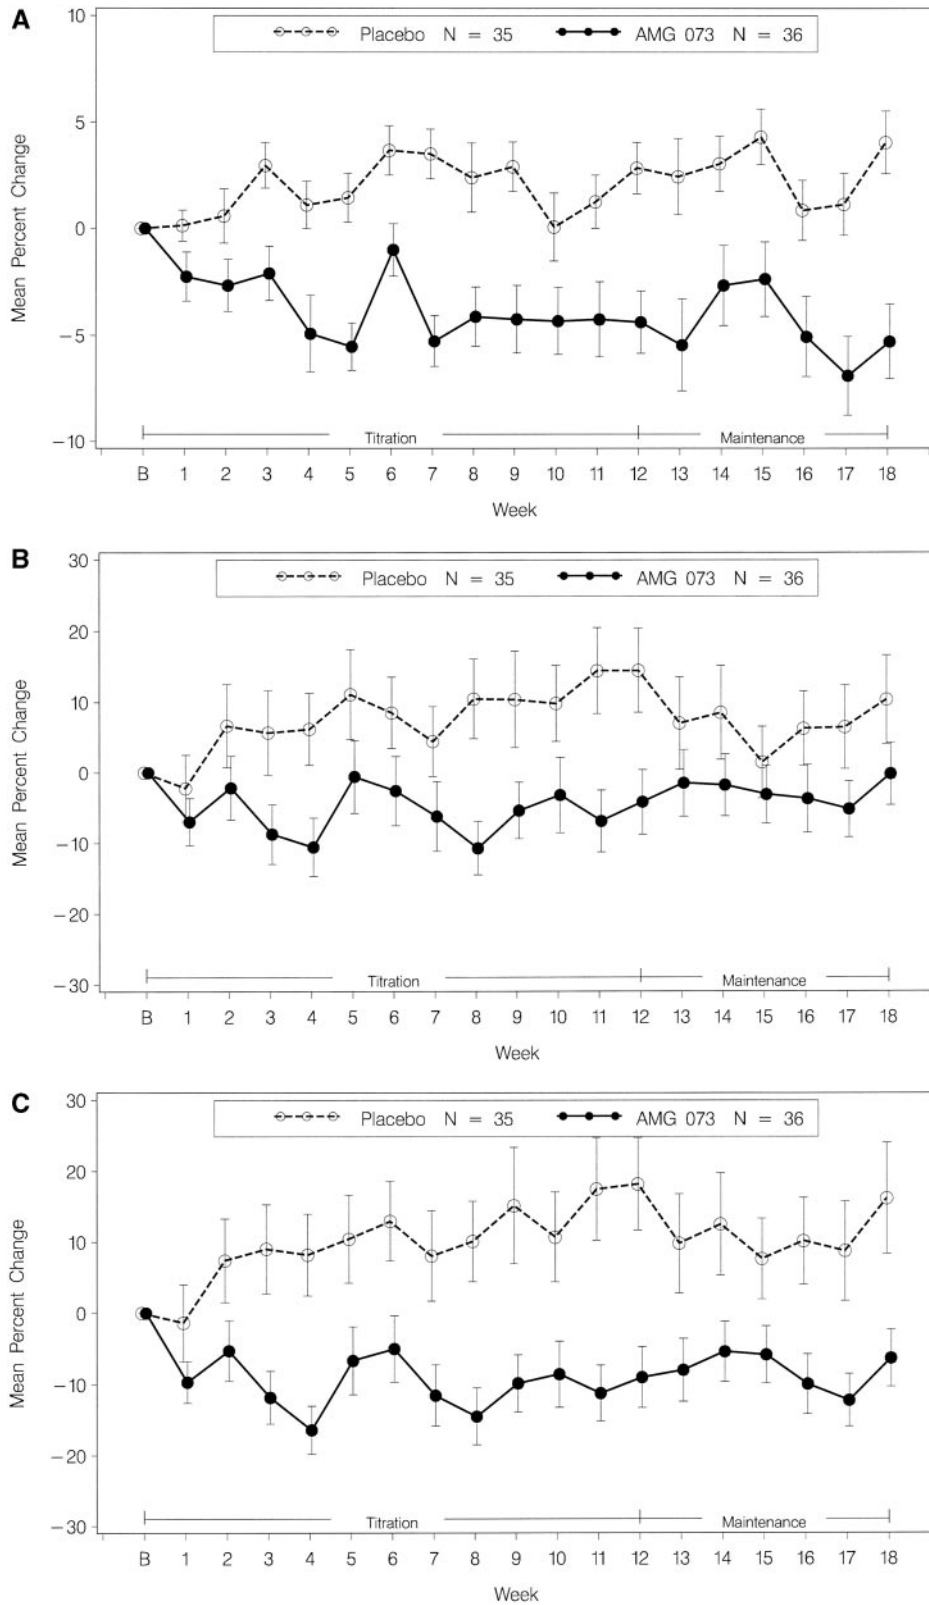 A
Placebo N = 35 AMG 073 N = 36
10
5
0
−5
−10
Mean Percent Change
Titration Maintenance
B 1 2 3 4 5 6 7 8 9 10 11 12 13 14 15 16 17 18
Week
B
Placebo N = 35 AMG 073 N = 36
30
20
10
0
−10
−20
−30
Mean Percent Change
Titration Maintenance
B 1 2 3 4 5 6 7 8 9 10 11 12 13 14 15 16 17 18
Week
C
Placebo N = 35 AMG 073 N = 36
30
20
10
0
−10
−20
−30
Mean Percent Change
Titration Maintenance
B 1 2 3 4 5 6 7 8 9 10 11 12 13 14 15 16 17 18
Week